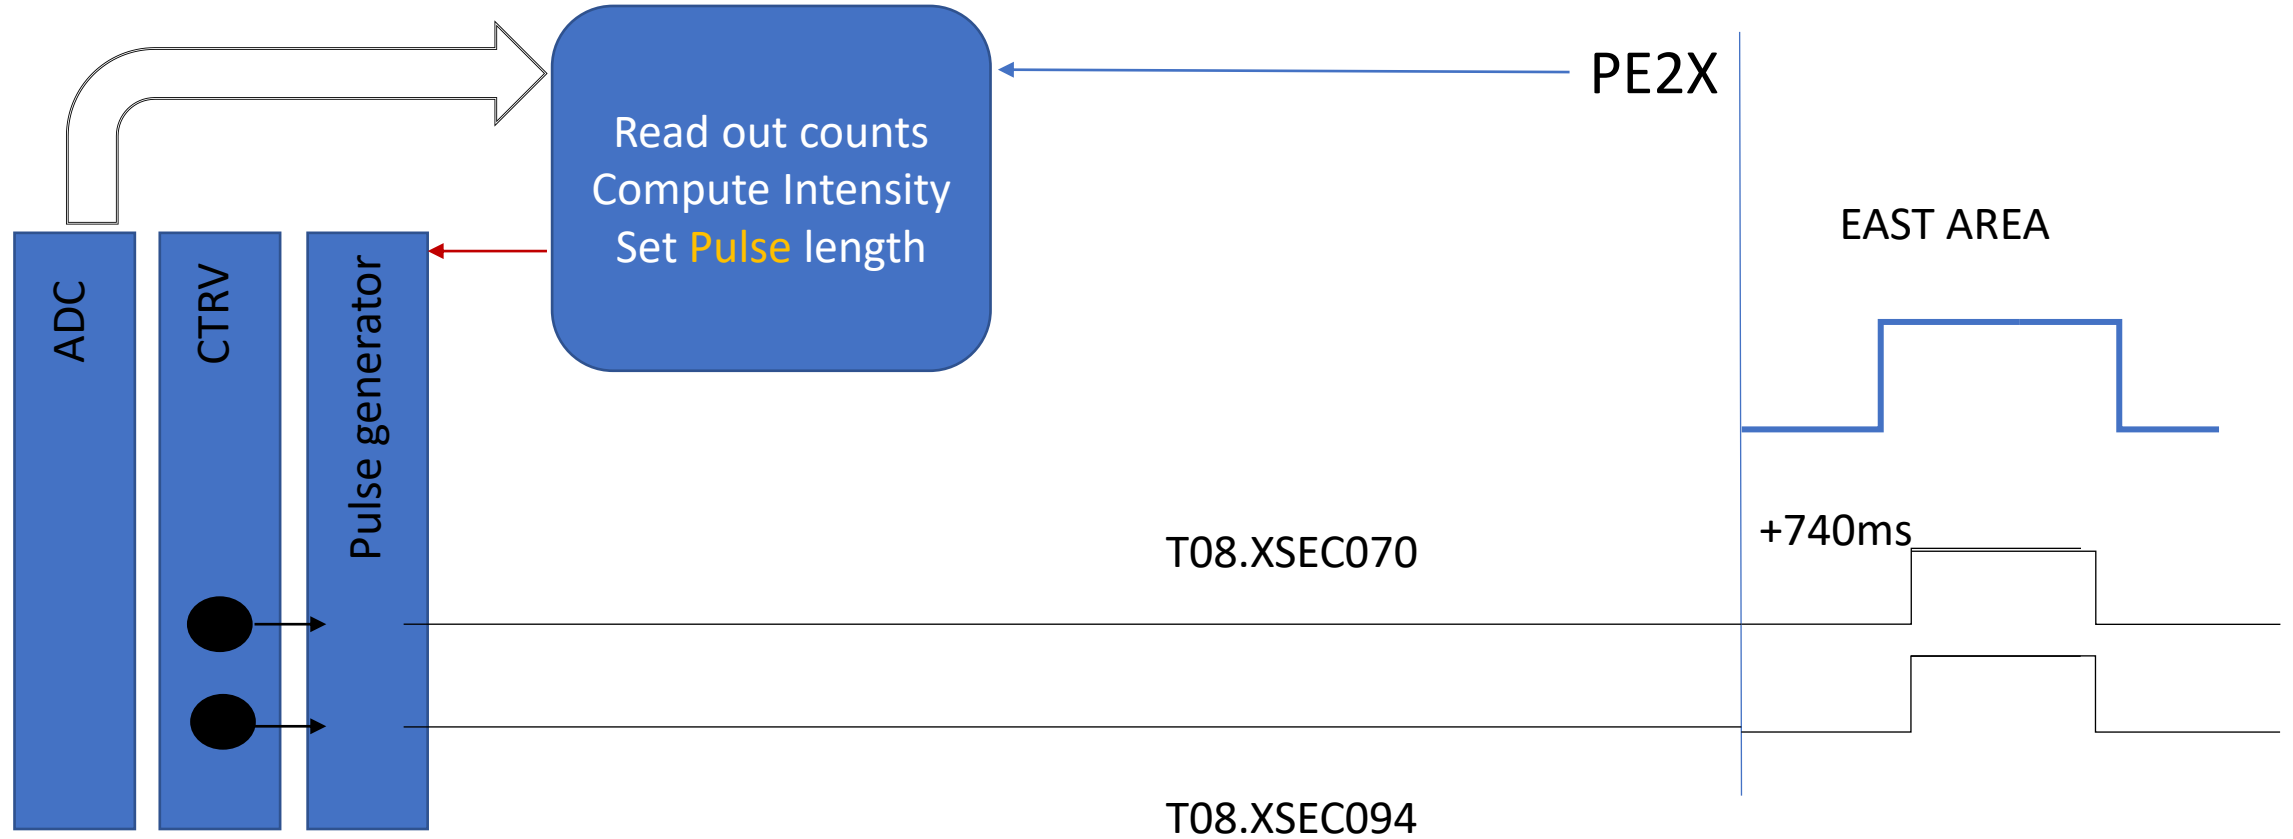 PE2X
Read out counts
Compute Intensity
Set Pulse length
EAST AREA
ADC
CTRV
Pulse generator
+740ms
T08.XSEC070
T08.XSEC094